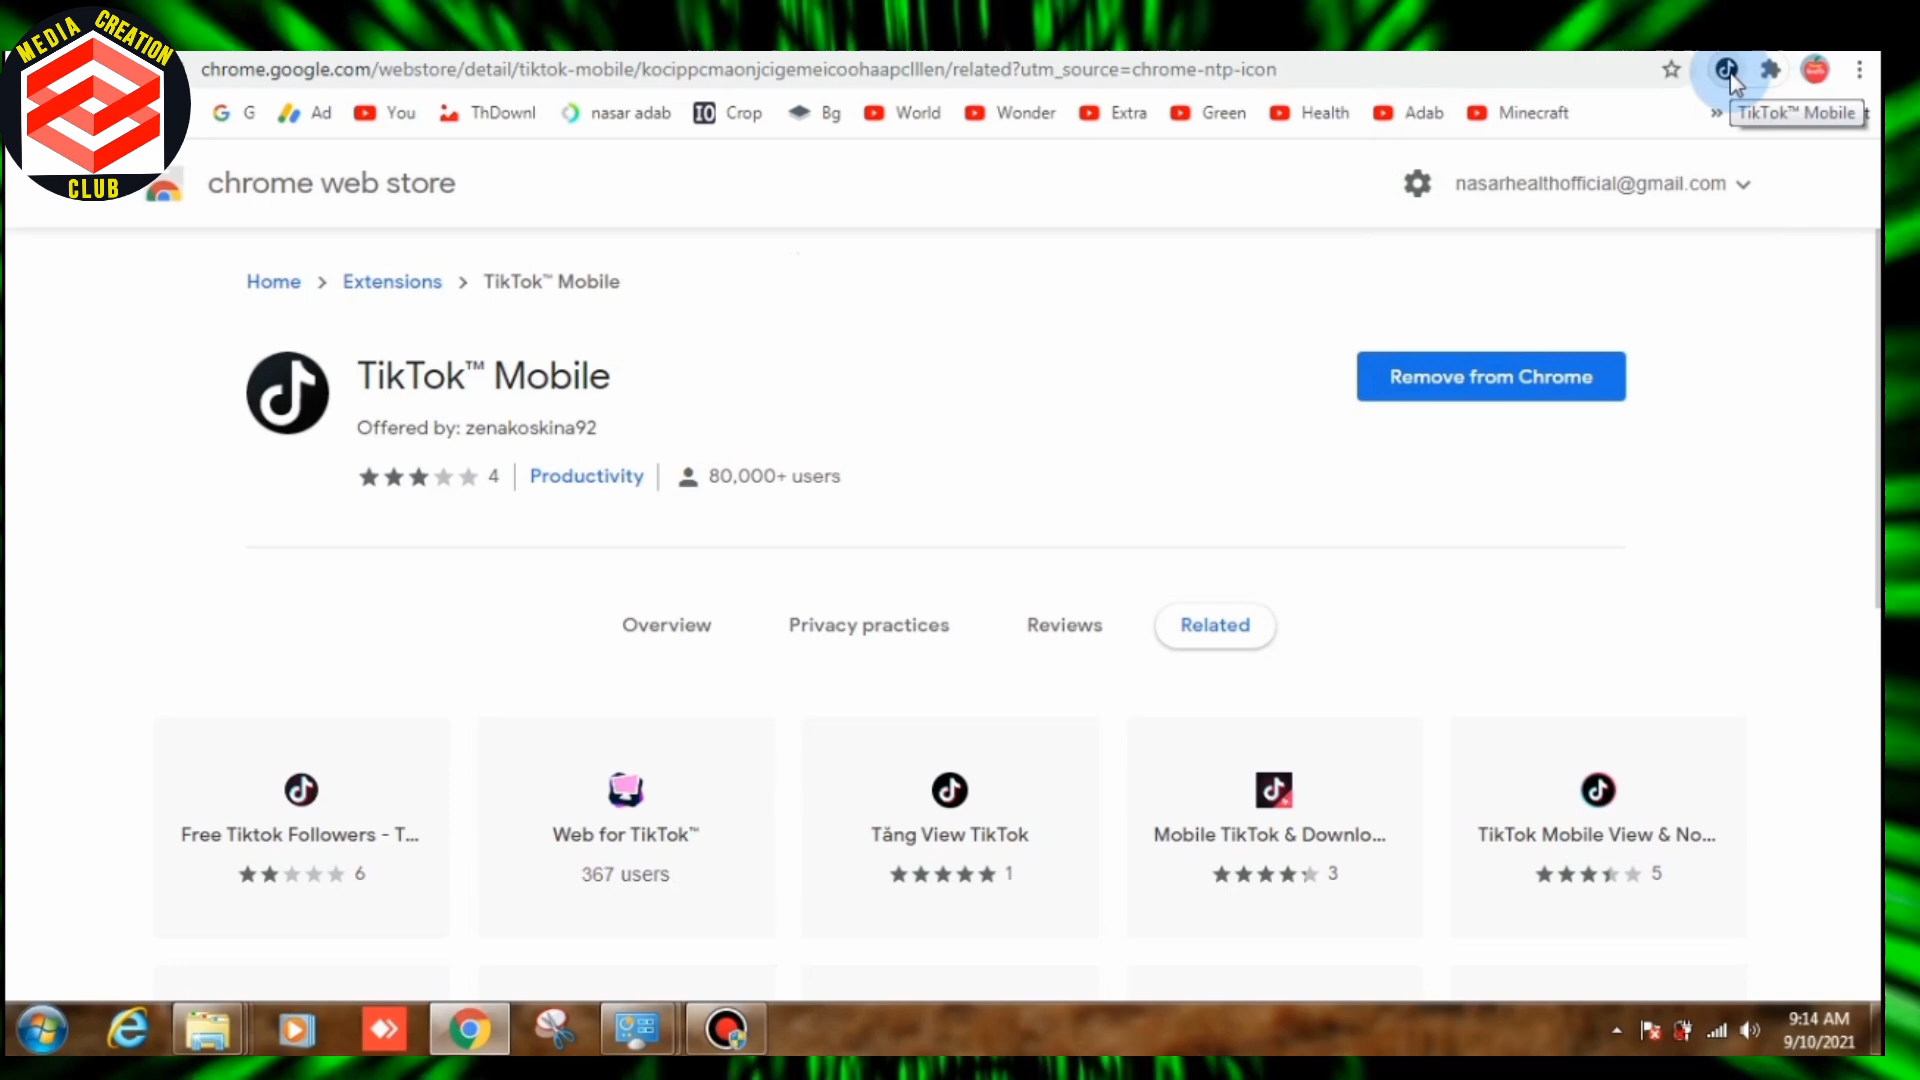 MEDIA CREATION
CLUB
chrome.google.com/webstore/detail/tiktok-mobile/kocippcmaonjcigemeicoohaapclllen/related?utm_source=chrome-ntp-icon
G Ad You ThDownl nasar adab IO Crop Bg World Wonder Extra Green Health Adab Minecraft » TikTok™ Mobile
chrome web store
nasarhealthofficial@gmail.com
Home > Extensions > TikTok™ Mobile
TikTok™ Mobile
Remove from Chrome
Offered by: zenakoskina92
4 Productivity 80,000+ users
Overview Privacy practices Reviews Related
Free Tiktok Followers - T... Web for TikTok™ Tăng View TikTok Mobile TikTok & Downlo... TikTok Mobile View & No...
6 367 users 1 3 5
9:14 AM
9/10/2021